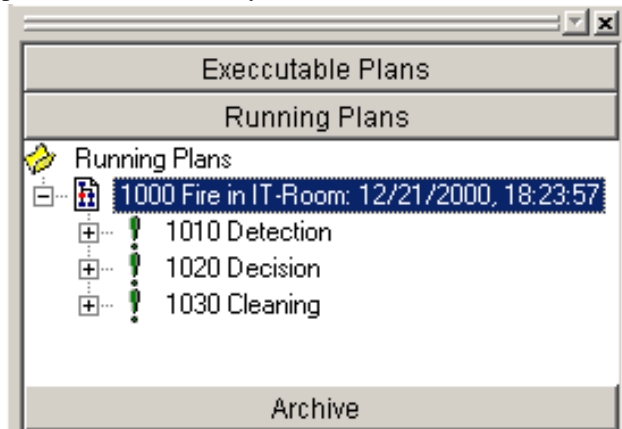 Execcutable Plans
Running Plans
Running Plans
1000 Fire in IT-Room: 12/21/2000, 18:23:57
1010 Detection
1020 Decision
1030 Cleaning
Archive